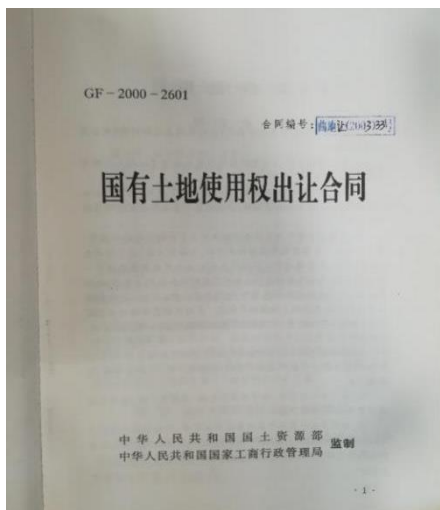 GF-2000-2601
合同编号:
国有土地使用权出让合同
中华人民共和国国土资源部
中华人民共和国国家工商行政管理局
监制
·1·